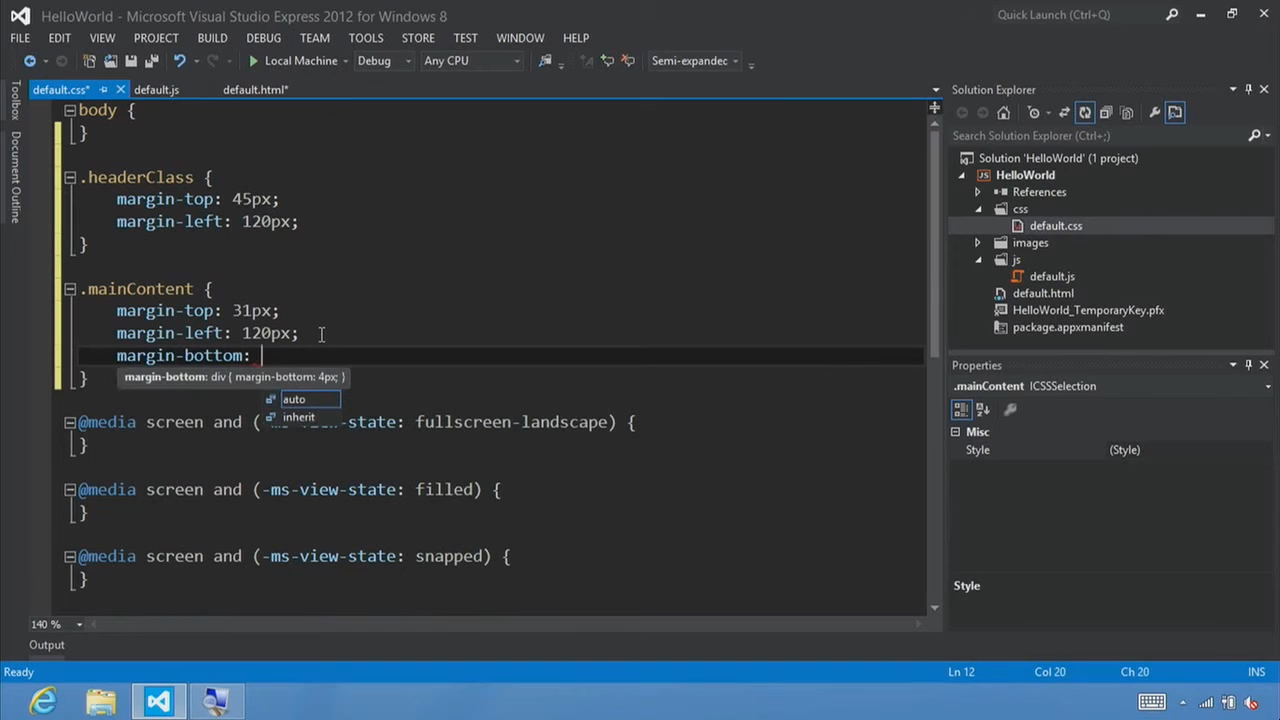 HelloWorld - Microsoft Visual Studio Express 2012 for Windows 8
Quick Launch (Ctrl+Q)
FILE EDIT VIEW PROJECT BUILD DEBUG TEAM TOOLS STORE TEST WINDOW HELP
Local Machine Debug Any CPU Semi-expandec
default.css* default.js default.html*
Toolbox
Document Outline
body {
}
.headerClass {
margin-top: 45px;
margin-left: 120px;
}
.mainContent {
margin-top: 31px;
margin-left: 120px;
margin-bottom:
}
margin-bottom: div { margin-bottom: 4px; }
auto
inherit
@media screen and (-ms-view-state: fullscreen-landscape) {
}
@media screen and (-ms-view-state: filled) {
}
@media screen and (-ms-view-state: snapped) {
}
140 %
Output
Solution Explorer
Search Solution Explorer (Ctrl+;)
Solution 'HelloWorld' (1 project)
JS HelloWorld
References
css
default.css
images
js
default.js
default.html
HelloWorld_TemporaryKey.pfx
package.appxmanifest
Properties
.mainContent ICSSSelection
Misc
Style (Style)
Style
Ready Ln 12 Col 20 Ch 20 INS